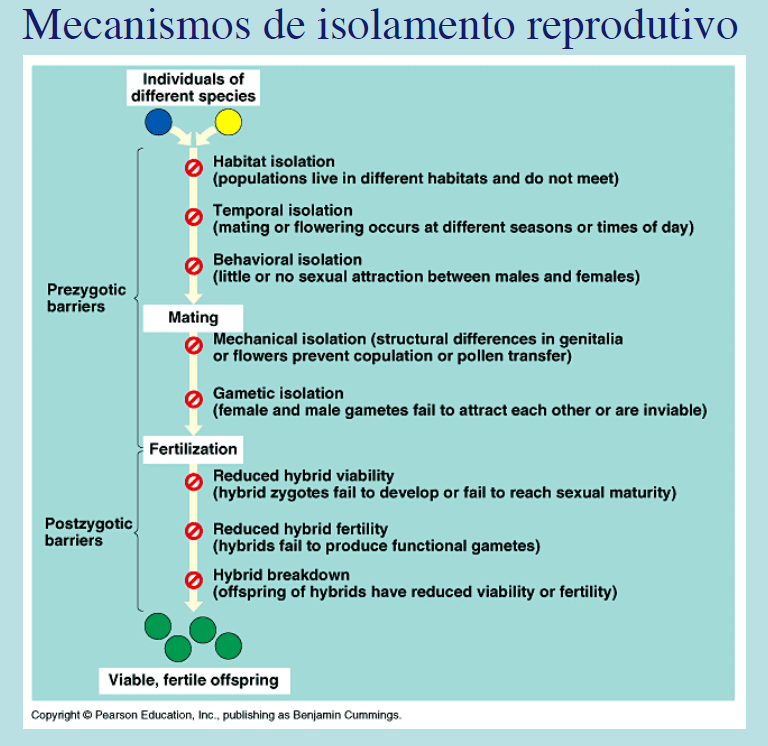 Mecanismos de isolamento reprodutivo
Individuals of
different species
Habitat isolation
(populations live in different habitats and do not meet)
Temporal isolation
(mating or flowering occurs at different seasons or times of day)
Behavioral isolation
(little or no sexual attraction between males and females)
Prezygotic
barriers
Mating
Mechanical isolation (structural differences in genitalia
or flowers prevent copulation or pollen transfer)
Gametic isolation
(female and male gametes fail to attract each other or are inviable)
Fertilization
Reduced hybrid viability
(hybrid zygotes fail to develop or fail to reach sexual maturity)
Postzygotic
barriers
Reduced hybrid fertility
(hybrids fail to produce functional gametes)
Hybrid breakdown
(offspring of hybrids have reduced viability or fertility)
Viable, fertile offspring
Copyright © Pearson Education, Inc., publishing as Benjamin Cummings.